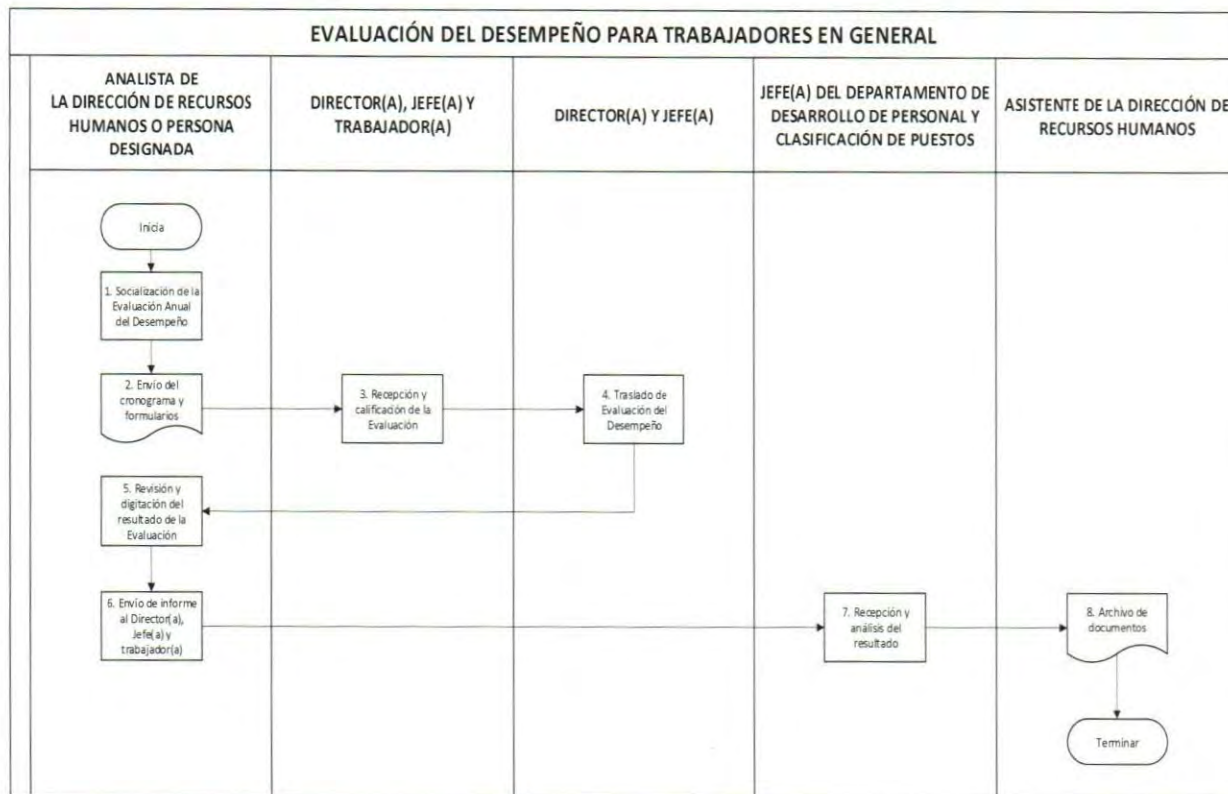 EVALUACIÓN DEL DESEMPEÑO PARA TRABAJADORES EN GENERAL
ANALISTA DE
LA DIRECCIÓN DE RECURSOS
HUMANOS O PERSONA
DESIGNADA
DIRECTOR(A), JEFE(A) Y
TRABAJADOR(A)
DIRECTOR(A) Y JEFE(A)
JEFE(A) DEL DEPARTAMENTO DE
DESARROLLO DE PERSONAL Y
CLASIFICACIÓN DE PUESTOS
ASISTENTE DE LA DIRECCIÓN DE
RECURSOS HUMANOS
Inicia
1. Socialización de la
Evaluación Anual
del Desempeño
2. Envío del
cronograma y
formularios
3. Recepción y
calificación de la
Evaluación
4. Traslado de
Evaluación del
Desempeño
5. Revisión y
digitación del
resultado de la
Evaluación
6. Envío de informe
al Director(a),
Jefe(a) y
trabajador(a)
7. Recepción y
análisis del
resultado
8. Archivo de
documentos
Terminar